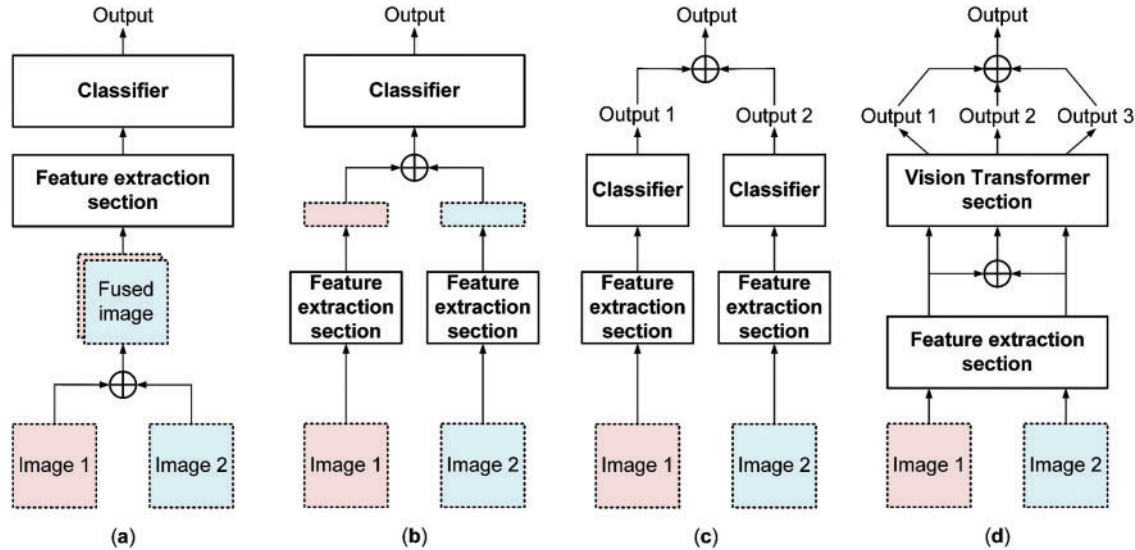 Output
Classifier
Feature extraction
section
Fused
image
Image 1
Image 2
(a)
Output
Classifier
Feature
extraction
section
Feature
extraction
section
Image 1
Image 2
(b)
Output
Output 1
Output 2
Classifier
Classifier
Feature
extraction
section
Feature
extraction
section
Image 1
Image 2
(c)
Output
Output 1
Output 2
Output 3
Vision Transformer
section
Feature extraction
section
Image 1
Image 2
(d)